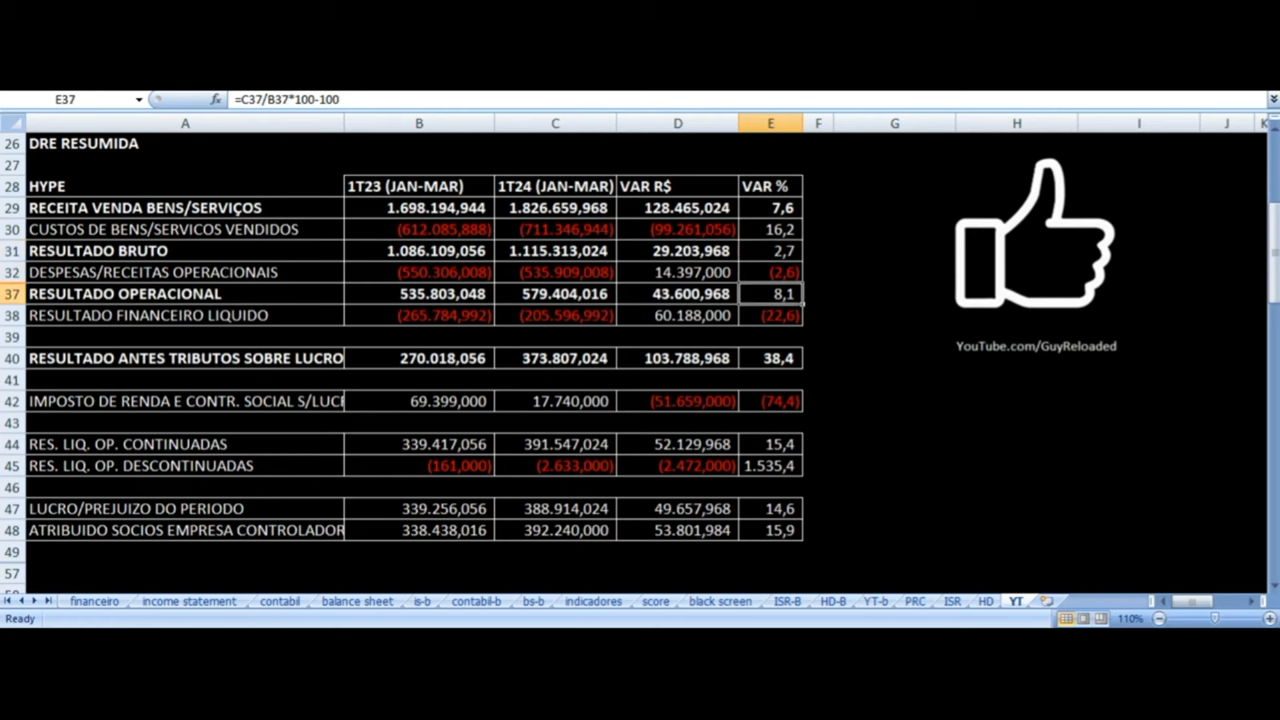 E37 fx =C37/B37*100-100
A B C D E F G H I J K
26 DRE RESUMIDA
27
28 HYPE 1T23 (JAN-MAR) 1T24 (JAN-MAR) VAR R$ VAR %
29 RECEITA VENDA BENS/SERVIÇOS 1.698.194,944 1.826.659,968 128.465,024 7,6
30 CUSTOS DE BENS/SERVICOS VENDIDOS (612.085,888) (711.346,944) (99.261,056) 16,2
31 RESULTADO BRUTO 1.086.109,056 1.115.313,024 29.203,968 2,7
32 DESPESAS/RECEITAS OPERACIONAIS (550.306,008) (535.909,008) 14.397,000 (2,6)
37 RESULTADO OPERACIONAL 535.803,048 579.404,016 43.600,968 8,1
38 RESULTADO FINANCEIRO LIQUIDO (265.784,992) (205.596,992) 60.188,000 (22,6)
39
40 RESULTADO ANTES TRIBUTOS SOBRE LUCRO 270.018,056 373.807,024 103.788,968 38,4
41
42 IMPOSTO DE RENDA E CONTR. SOCIAL S/LUCR 69.399,000 17.740,000 (51.659,000) (74,4)
43
44 RES. LIQ. OP. CONTINUADAS 339.417,056 391.547,024 52.129,968 15,4
45 RES. LIQ. OP. DESCONTINUADAS (161,000) (2.633,000) (2.472,000) 1.535,4
46
47 LUCRO/PREJUIZO DO PERIODO 339.256,056 388.914,024 49.657,968 14,6
48 ATRIBUIDO SOCIOS EMPRESA CONTROLADOR 338.438,016 392.240,000 53.801,984 15,9
49
57
YouTube.com/GuyReloaded
financeiro income statement contabil balance sheet is-b contabil-b bs-b indicadores score black screen ISR-B HD-B YT-b PRC ISR HD YT
Ready 110%